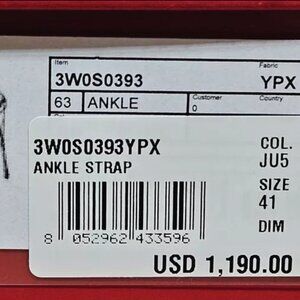 Item Fabric
3W0S0393 YPX
63 ANKLE Customer Country
0
3W0S0393YPX COL.
ANKLE STRAP JU5
SIZE
41
DIM
8 052962 433596
USD 1,190.00